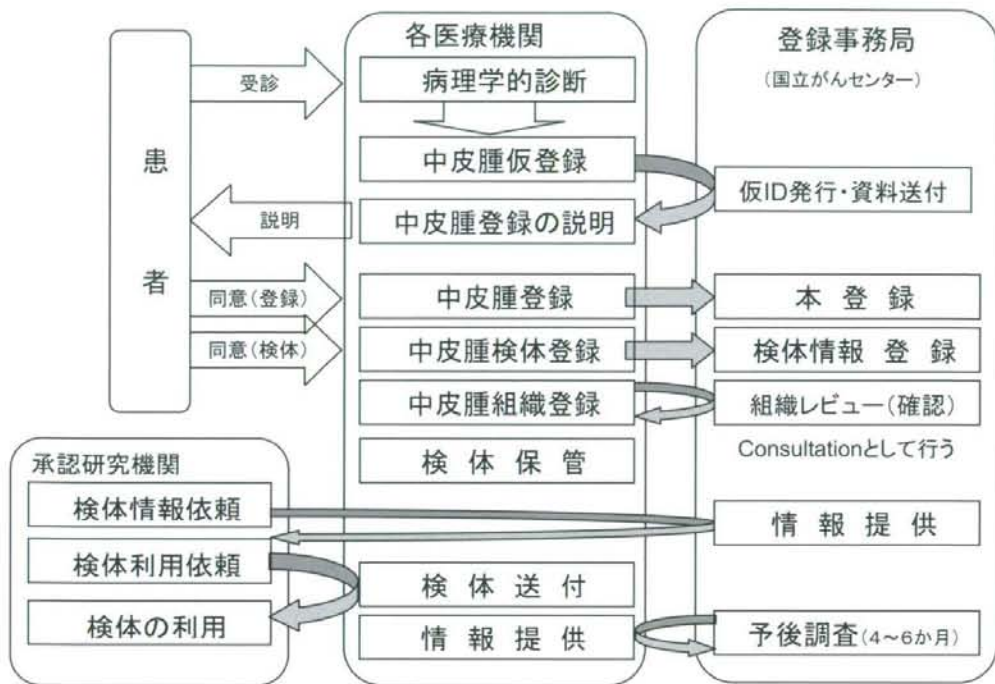 患者
受診
説明
同意(登録)
同意(検体)
各医療機関
病理学的診断
中皮腫仮登録
中皮腫登録の説明
中皮腫登録
中皮腫検体登録
中皮腫組織登録
検体保管
検体送付
情報提供
登録事務局
(国立がんセンター)
仮ID発行・資料送付
本登録
検体情報 登録
組織レビュー(確認)
Consultationとして行う
情報提供
予後調査(4〜6か月)
承認研究機関
検体情報依頼
検体利用依頼
検体の利用